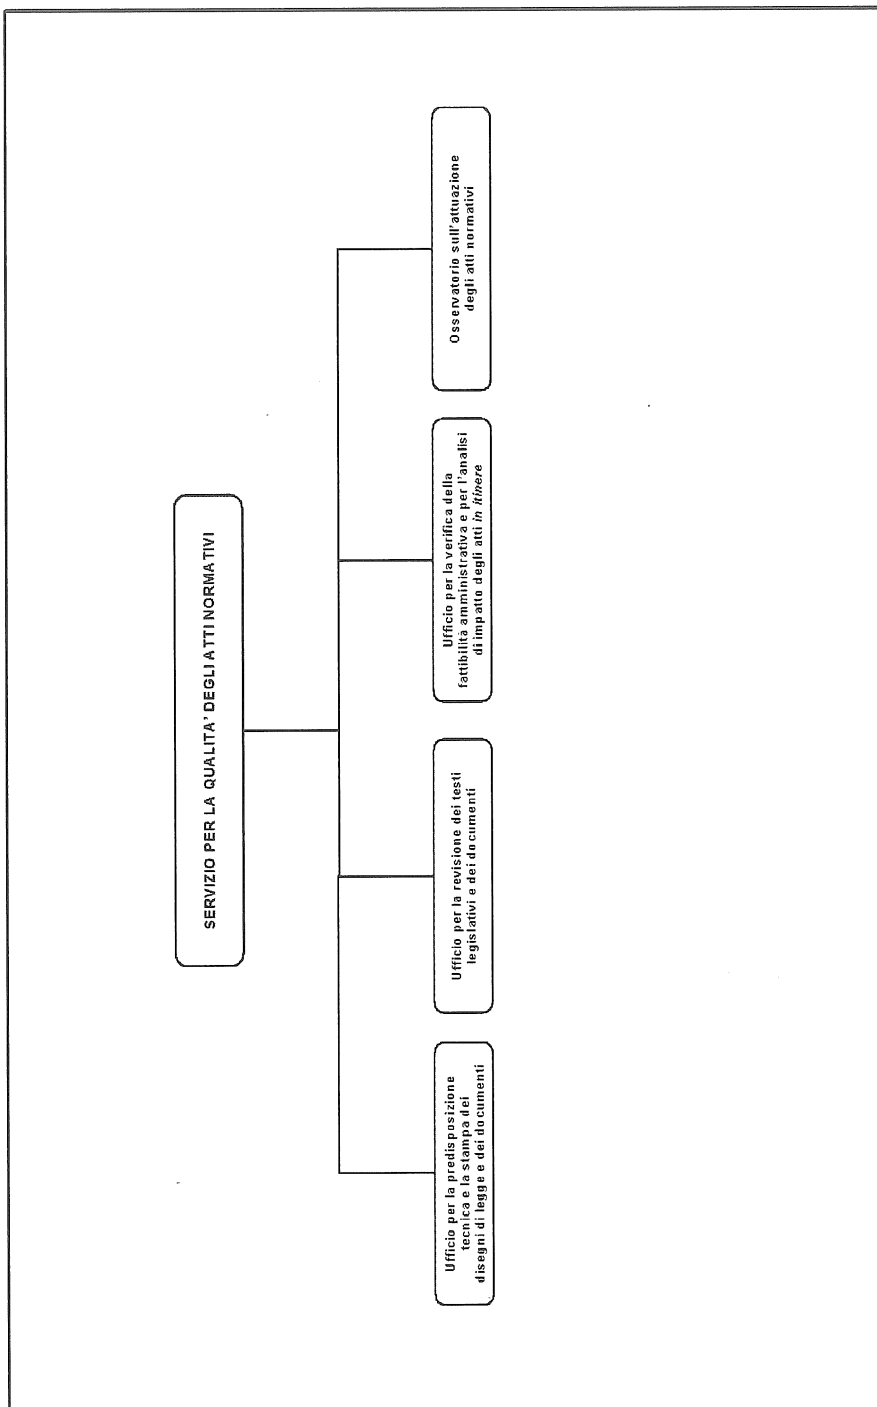 SERVIZIO PER LA QUALITA' DEGLI ATTI NORMATIVI
Ufficio per la predisposizione
tecnica e la stampa dei
disegni di legge e dei documenti
Ufficio per la revisione dei testi
legislativi e dei documenti
Ufficio per la verifica della
fattibilità amministrativa e per l'analisi
di impatto degli atti in itinere
Osservatorio sull'attuazione
degli atti normativi